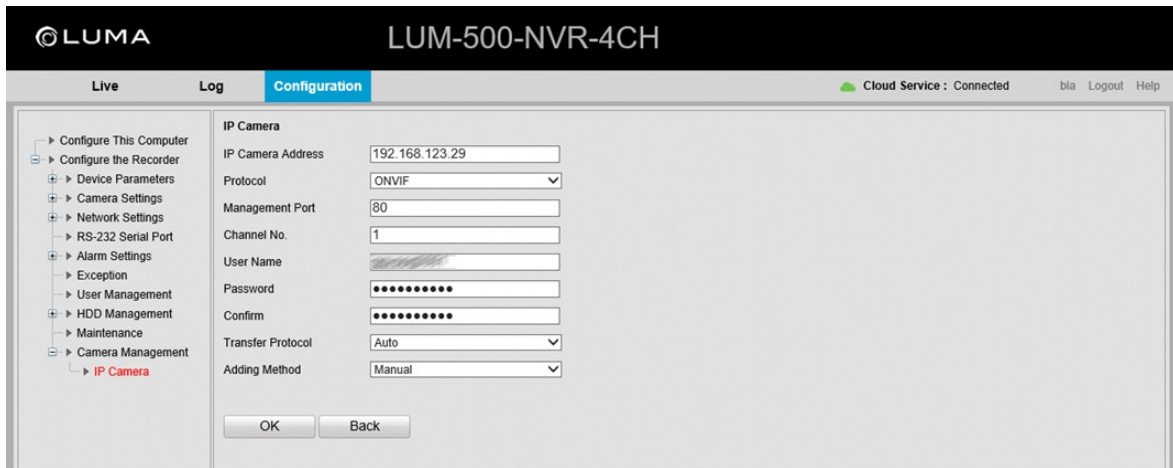 LUMA
LUM-500-NVR-4CH
Live Log Configuration Cloud Service : Connected bla Logout Help
Configure This Computer
Configure the Recorder
Device Parameters
Camera Settings
Network Settings
RS-232 Serial Port
Alarm Settings
Exception
User Management
HDD Management
Maintenance
Camera Management
IP Camera
IP Camera
IP Camera Address 192.168.123.29
Protocol ONVIF
Management Port 80
Channel No. 1
User Name
Password ●●●●●●●●●●
Confirm ●●●●●●●●●●
Transfer Protocol Auto
Adding Method Manual
OK Back